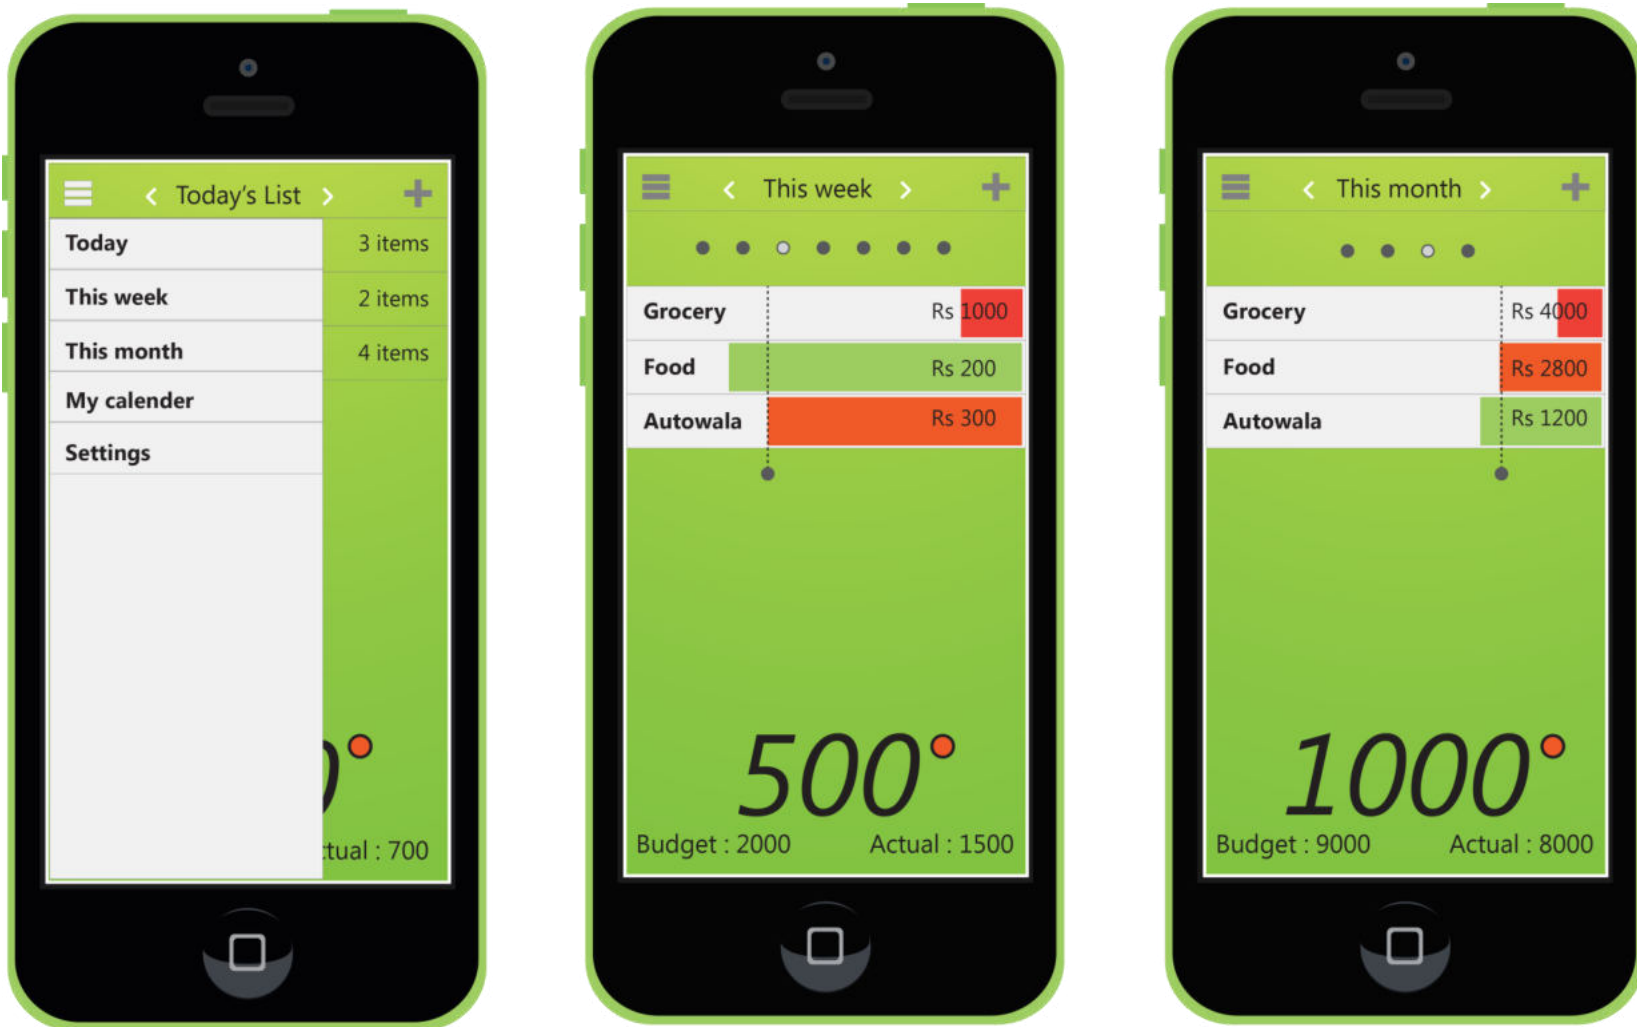 Today's List
Today 3 items
This week 2 items
This month 4 items
My calender
Settings
tual : 700
This week
Grocery Rs 1000
Food Rs 200
Autowala Rs 300
500
Budget : 2000 Actual : 1500
This month
Grocery Rs 4000
Food Rs 2800
Autowala Rs 1200
1000
Budget : 9000 Actual : 8000